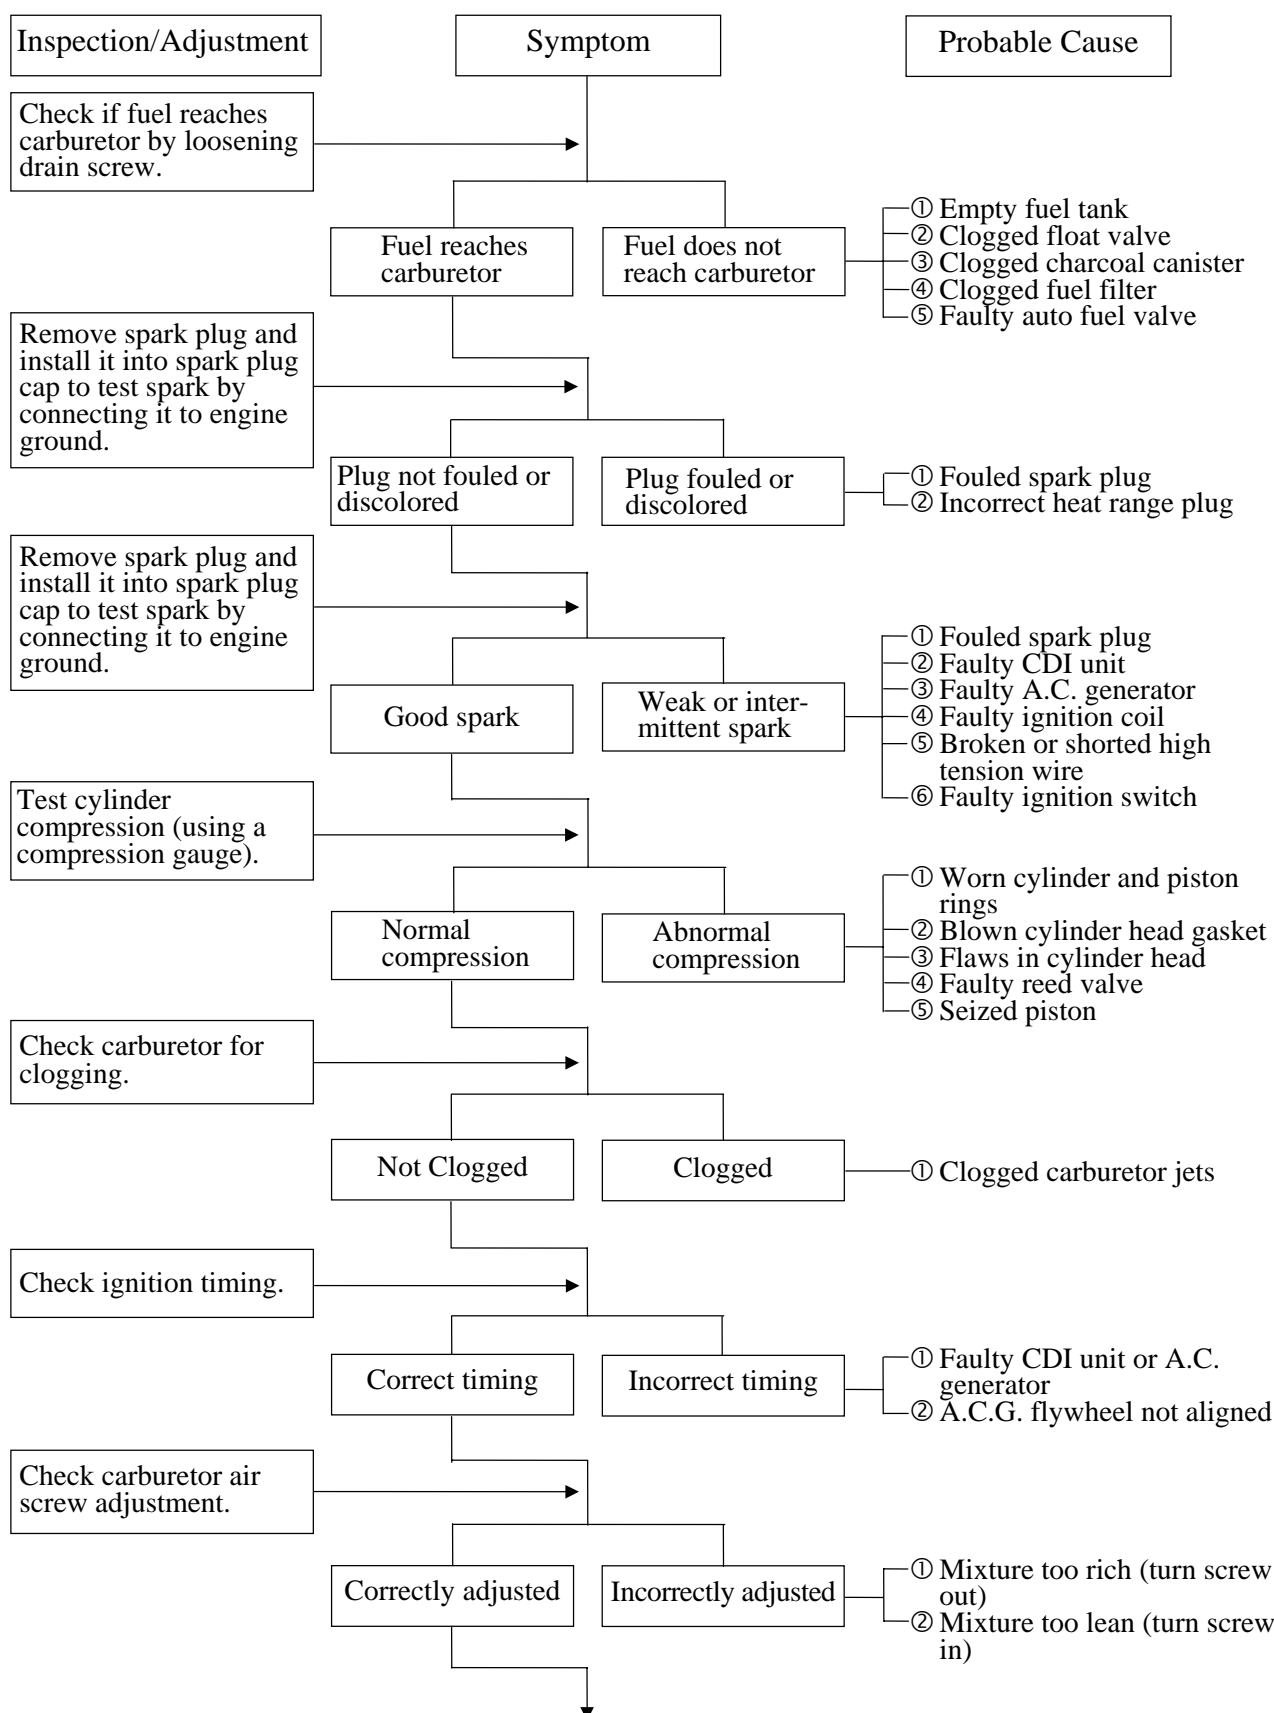 Inspection/Adjustment
Symptom
Probable Cause
Check if fuel reaches
carburetor by loosening
drain screw.
Fuel reaches
carburetor
Fuel does not
reach carburetor
① Empty fuel tank
② Clogged float valve
③ Clogged charcoal canister
④ Clogged fuel filter
⑤ Faulty auto fuel valve
Remove spark plug and
install it into spark plug
cap to test spark by
connecting it to engine
ground.
Plug not fouled or
discolored
Plug fouled or
discolored
① Fouled spark plug
② Incorrect heat range plug
Remove spark plug and
install it into spark plug
cap to test spark by
connecting it to engine
ground.
Good spark
Weak or inter-
mittent spark
① Fouled spark plug
② Faulty CDI unit
③ Faulty A.C. generator
④ Faulty ignition coil
⑤ Broken or shorted high
tension wire
⑥ Faulty ignition switch
Test cylinder
compression (using a
compression gauge).
Normal
compression
Abnormal
compression
① Worn cylinder and piston
rings
② Blown cylinder head gasket
③ Flaws in cylinder head
④ Faulty reed valve
⑤ Seized piston
Check carburetor for
clogging.
Not Clogged
Clogged
① Clogged carburetor jets
Check ignition timing.
Correct timing
Incorrect timing
① Faulty CDI unit or A.C.
generator
② A.C.G. flywheel not aligned
Check carburetor air
screw adjustment.
Correctly adjusted
Incorrectly adjusted
① Mixture too rich (turn screw
out)
② Mixture too lean (turn screw
in)